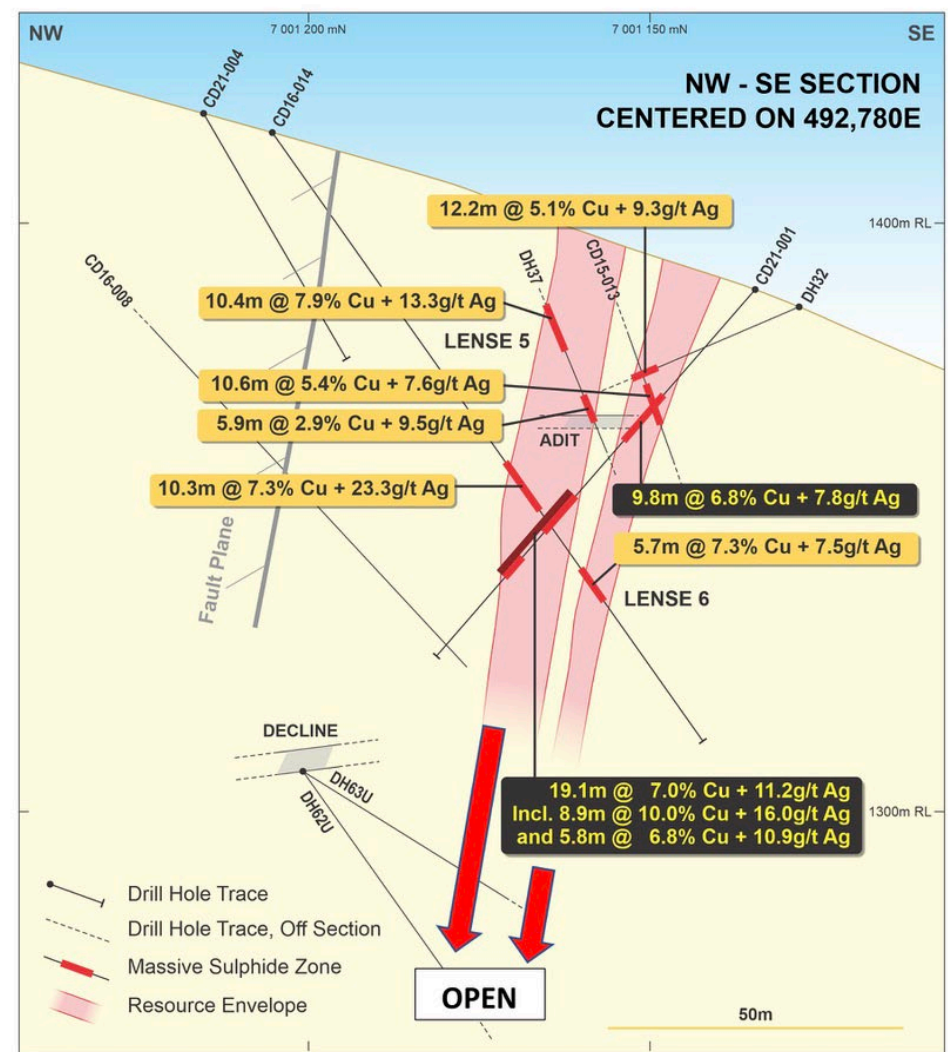 NW
7 001 200 mN
7 001 150 mN
SE
NW - SE SECTION
CENTERED ON 492,780E
CD21-004
CD16-014
12.2m @ 5.1% Cu + 9.3g/t Ag
1400m RL
CD16-008
DH37
CD15-013
CD21-001
DH32
10.4m @ 7.9% Cu + 13.3g/t Ag
LENSE 5
10.6m @ 5.4% Cu + 7.6g/t Ag
5.9m @ 2.9% Cu + 9.5g/t Ag
ADIT
10.3m @ 7.3% Cu + 23.3g/t Ag
9.8m @ 6.8% Cu + 7.8g/t Ag
Fault Plane
5.7m @ 7.3% Cu + 7.5g/t Ag
LENSE 6
DECLINE
DH63U
DH62U
19.1m @ 7.0% Cu + 11.2g/t Ag
Incl. 8.9m @ 10.0% Cu + 16.0g/t Ag
and 5.8m @ 6.8% Cu + 10.9g/t Ag
1300m RL
Drill Hole Trace
Drill Hole Trace, Off Section
Massive Sulphide Zone
Resource Envelope
OPEN
50m